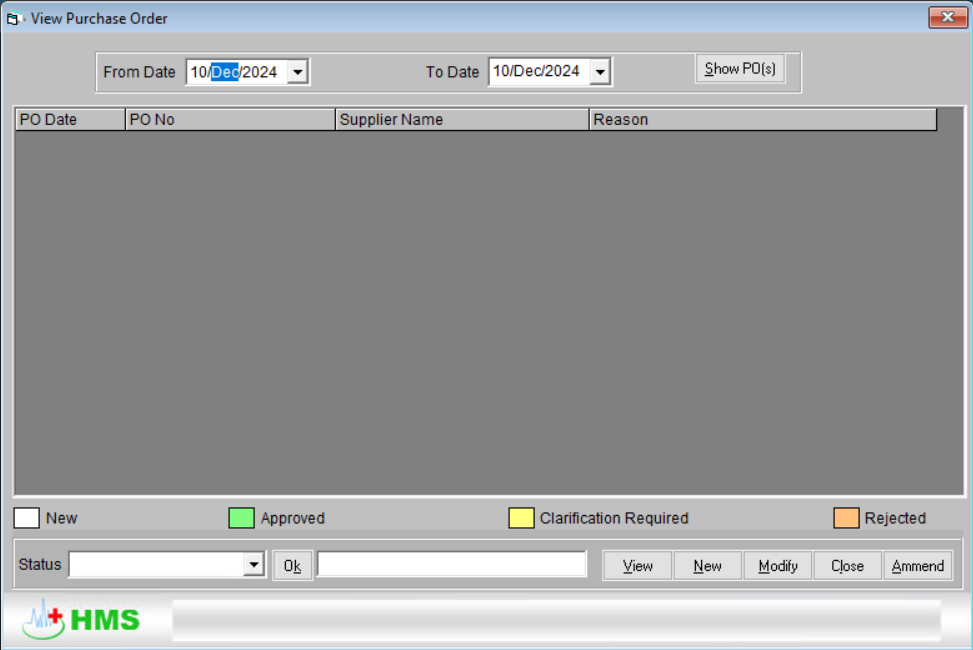 View Purchase Order
From Date 10/Dec/2024 To Date 10/Dec/2024 Show PO(s)
PO Date PO No Supplier Name Reason
New Approved Clarification Required Rejected
Status Ok View New Modify Close Ammend
HMS